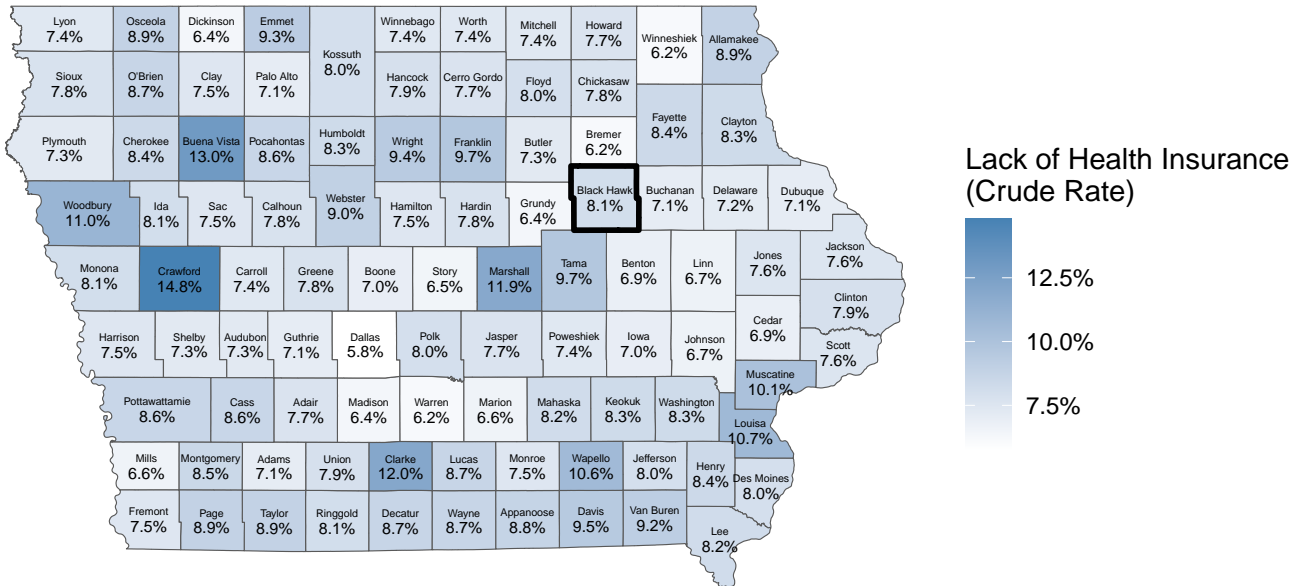 Lyon
7.4%
Osceola
8.9%
Dickinson
6.4%
Emmet
9.3%
Kossuth
8.0%
Winnebago
7.4%
Worth
7.4%
Mitchell
7.4%
Howard
7.7%
Winneshiek
6.2%
Allamakee
8.9%
Sioux
7.8%
O'Brien
8.7%
Clay
7.5%
Palo Alto
7.1%
Hancock
7.9%
Cerro Gordo
7.7%
Floyd
8.0%
Chickasaw
7.8%
Fayette
8.4%
Clayton
8.3%
Plymouth
7.3%
Cherokee
8.4%
Buena Vista
13.0%
Pocahontas
8.6%
Humboldt
8.3%
Wright
9.4%
Franklin
9.7%
Butler
7.3%
Bremer
6.2%
Woodbury
11.0%
Ida
8.1%
Sac
7.5%
Calhoun
7.8%
Webster
9.0%
Hamilton
7.5%
Hardin
7.8%
Grundy
6.4%
Black Hawk
8.1%
Buchanan
7.1%
Delaware
7.2%
Dubuque
7.1%
Monona
8.1%
Crawford
14.8%
Carroll
7.4%
Greene
7.8%
Boone
7.0%
Story
6.5%
Marshall
11.9%
Tama
9.7%
Benton
6.9%
Linn
6.7%
Jones
7.6%
Jackson
7.6%
Clinton
7.9%
Harrison
7.5%
Shelby
7.3%
Audubon
7.3%
Guthrie
7.1%
Dallas
5.8%
Polk
8.0%
Jasper
7.7%
Poweshiek
7.4%
Iowa
7.0%
Johnson
6.7%
Cedar
6.9%
Scott
7.6%
Muscatine
10.1%
Pottawattamie
8.6%
Cass
8.6%
Adair
7.7%
Madison
6.4%
Warren
6.2%
Marion
6.6%
Mahaska
8.2%
Keokuk
8.3%
Washington
8.3%
Louisa
10.7%
Mills
6.6%
Montgomery
8.5%
Adams
7.1%
Union
7.9%
Clarke
12.0%
Lucas
8.7%
Monroe
7.5%
Wapello
10.6%
Jefferson
8.0%
Henry
8.4%
Des Moines
8.0%
Fremont
7.5%
Page
8.9%
Taylor
8.9%
Ringgold
8.1%
Decatur
8.7%
Wayne
8.7%
Appanoose
8.8%
Davis
9.5%
Van Buren
9.2%
Lee
8.2%
Lack of Health Insurance
(Crude Rate)
12.5%
10.0%
7.5%